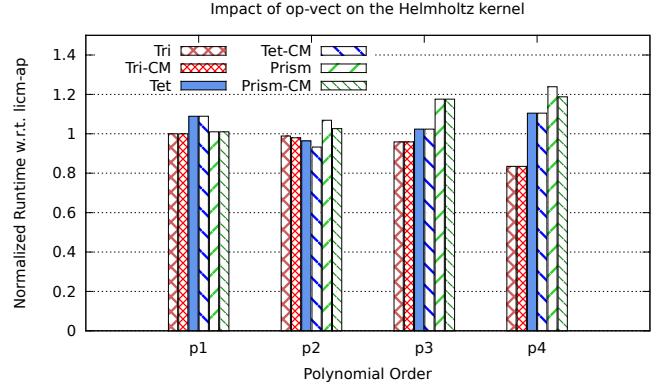 Impact of op-vect on the Helmholtz kernel
Normalized Runtime w.r.t. licm-ap
1.4
1.2
1
0.8
0.6
0.4
0.2
0
Tri
Tri-CM
Tet
Tet-CM
Prism
Prism-CM
p1
p2
p3
p4
Polynomial Order